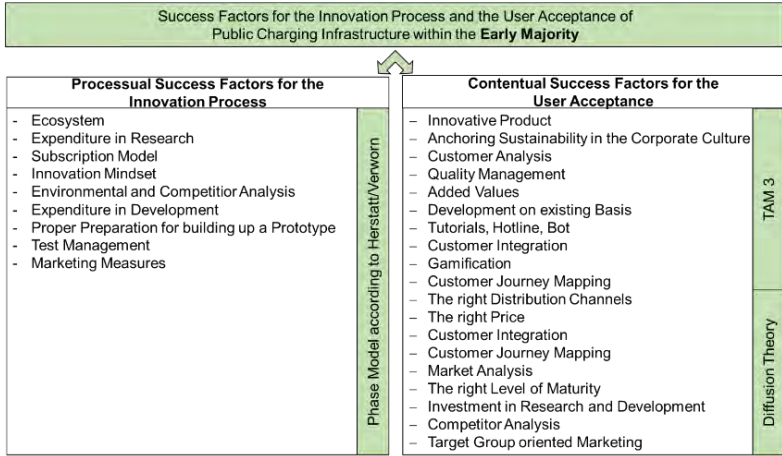 Success Factors for the Innovation Process and the User Acceptance of
Public Charging Infrastructure within the Early Majority
Processual Success Factors for the
Innovation Process
- Ecosystem
- Expenditure in Research
- Subscription Model
- Innovation Mindset
- Environmental and Competitior Analysis
- Expenditure in Development
- Proper Preparation for building up a Prototype
- Test Management
- Marketing Measures
Phase Model according to Herstatt/Verworn
Contentual Success Factors for the
User Acceptance
– Innovative Product
– Anchoring Sustainability in the Corporate Culture
– Customer Analysis
– Quality Management
– Added Values
– Development on existing Basis
– Tutorials, Hotline, Bot
– Customer Integration
– Gamification
– Customer Journey Mapping
– The right Distribution Channels
– The right Price
– Customer Integration
– Customer Journey Mapping
– Market Analysis
– The right Level of Maturity
– Investment in Research and Development
– Competitor Analysis
– Target Group oriented Marketing
TAM 3
Diffusion Theory